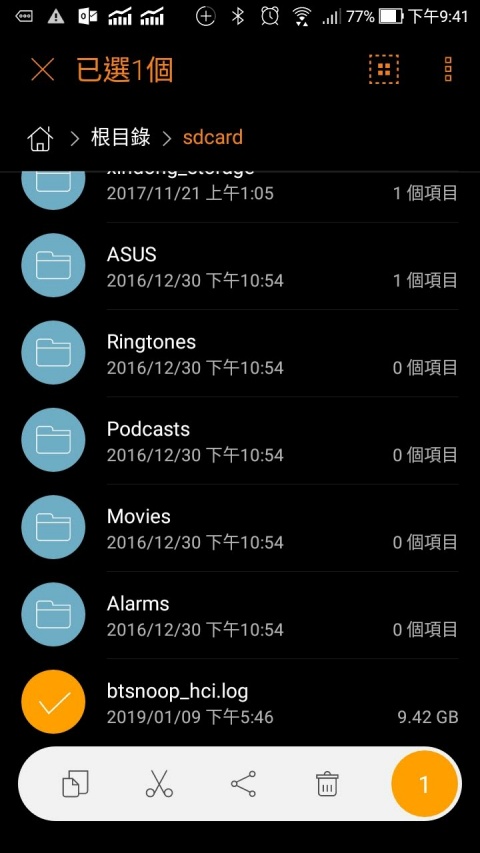 77% 下午9:41
已選1個
根目錄 > sdcard
2017/11/21 上午1:05 1 個項目
ASUS
2016/12/30 下午10:54 1 個項目
Ringtones
2016/12/30 下午10:54 0 個項目
Podcasts
2016/12/30 下午10:54 0 個項目
Movies
2016/12/30 下午10:54 0 個項目
Alarms
2016/12/30 下午10:54 0 個項目
btsnoop_hci.log
2019/01/09 下午5:46 9.42 GB
1